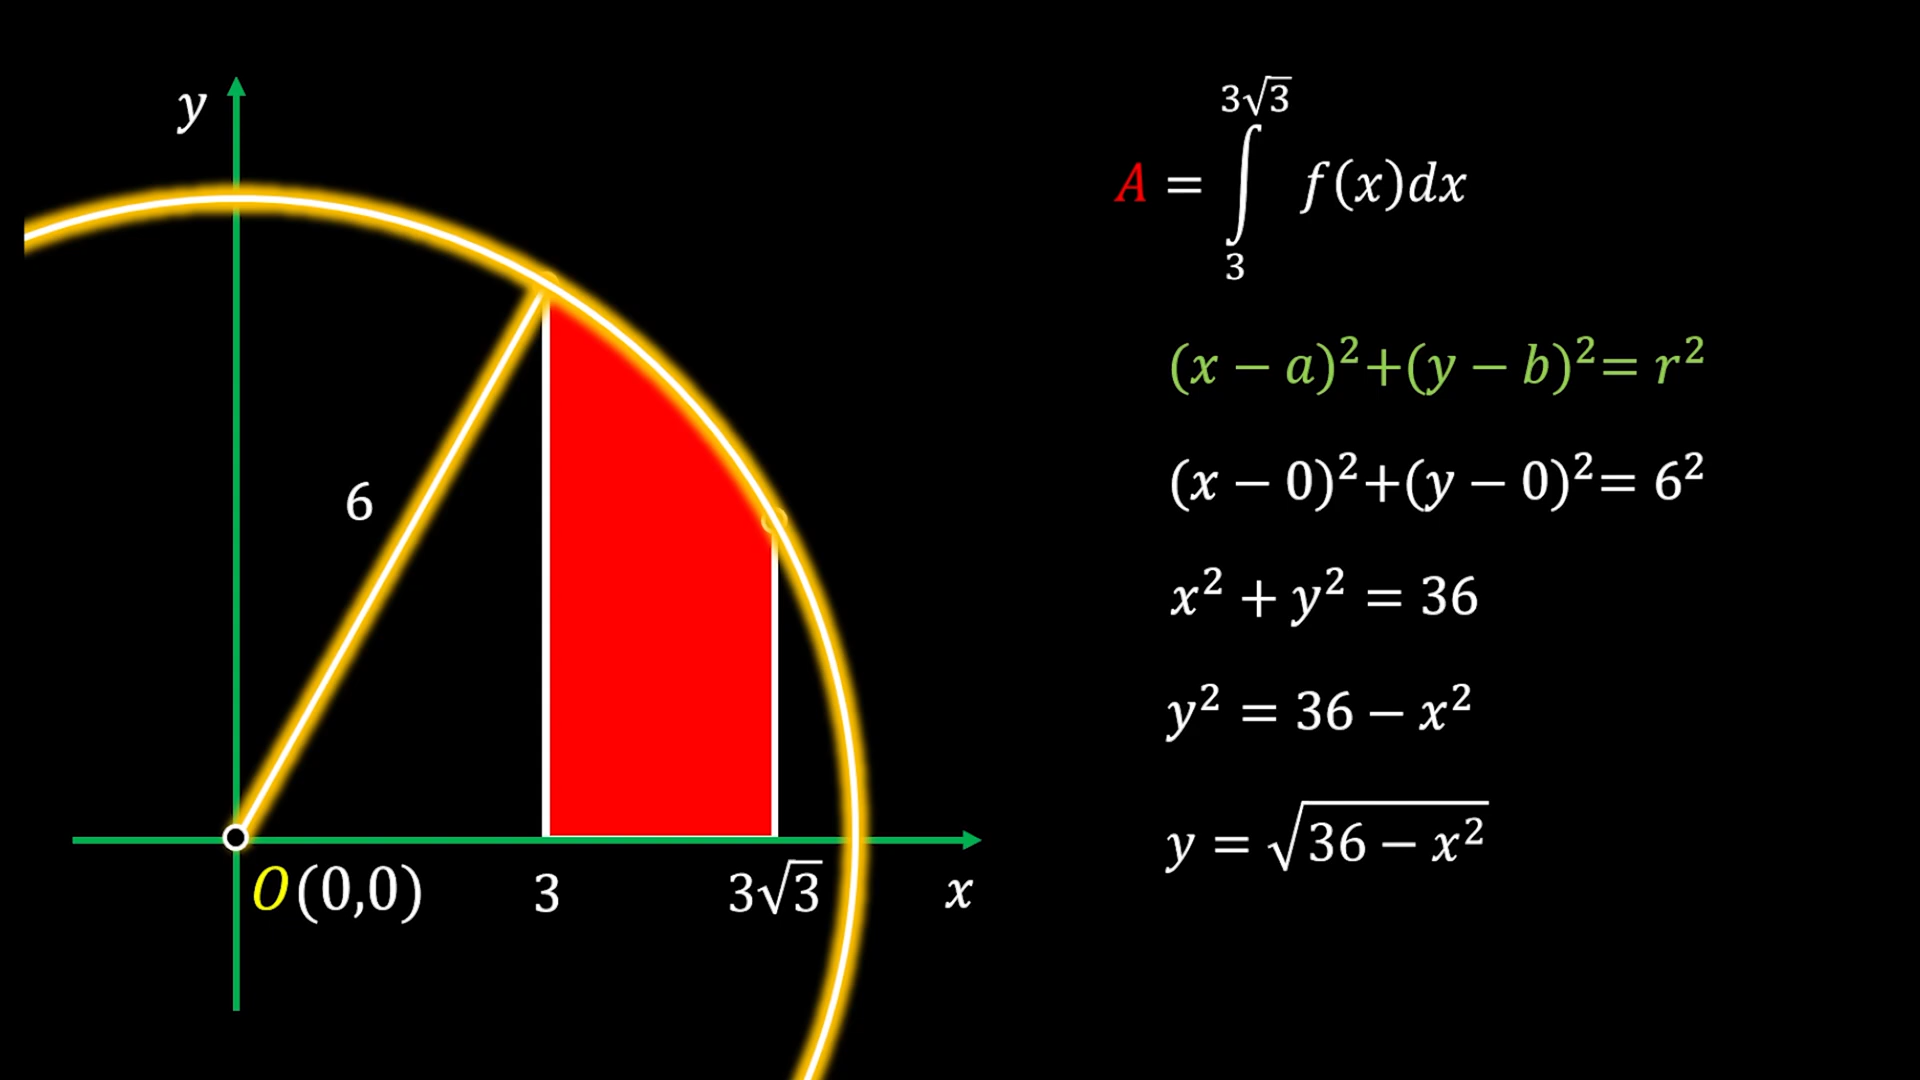 y
6
O(0,0)
3
3√3
x
A = ∫₃^{3√3} f(x)dx
(x − a)²+(y − b)²= r²
(x − 0)²+(y − 0)²= 6²
x² + y² = 36
y² = 36 − x²
y = √(36 − x²)